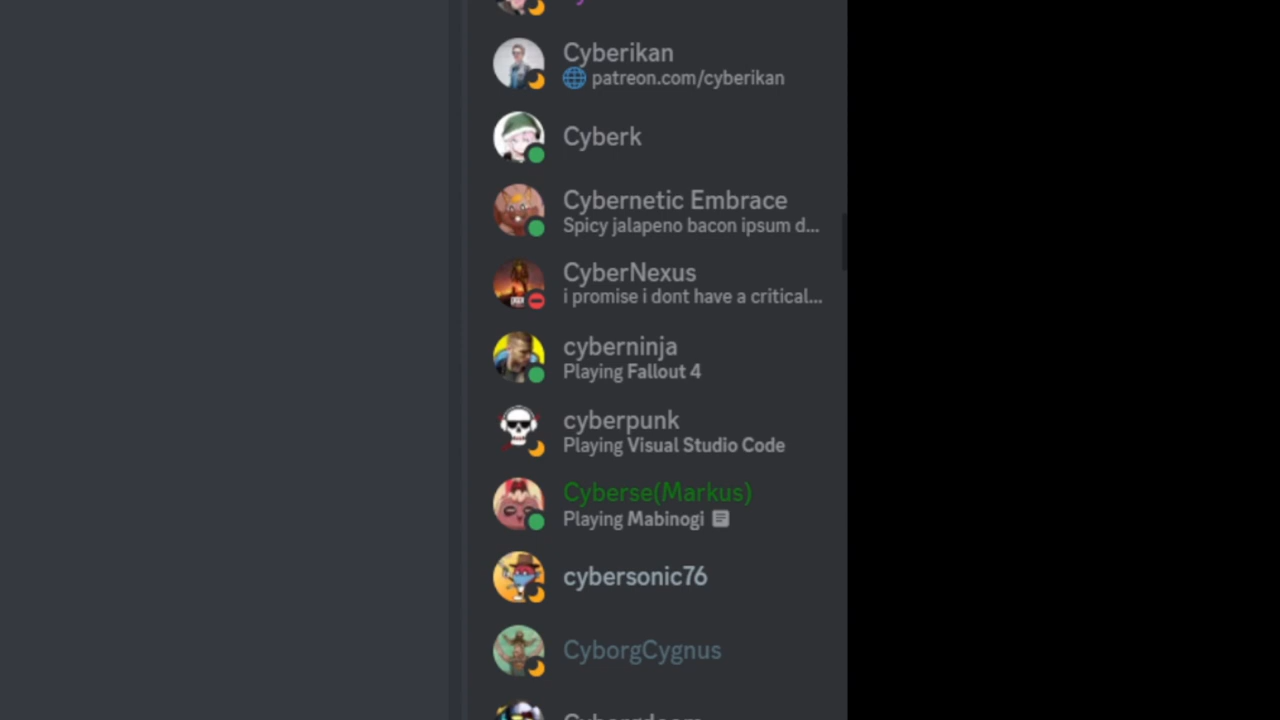 Cyberikan
patreon.com/cyberikan
Cyberk
Cybernetic Embrace
Spicy jalapeno bacon ipsum d...
CyberNexus
i promise i dont have a critical...
cyberninja
Playing Fallout 4
cyberpunk
Playing Visual Studio Code
Cyberse(Markus)
Playing Mabinogi
cybersonic76
CyborgCygnus